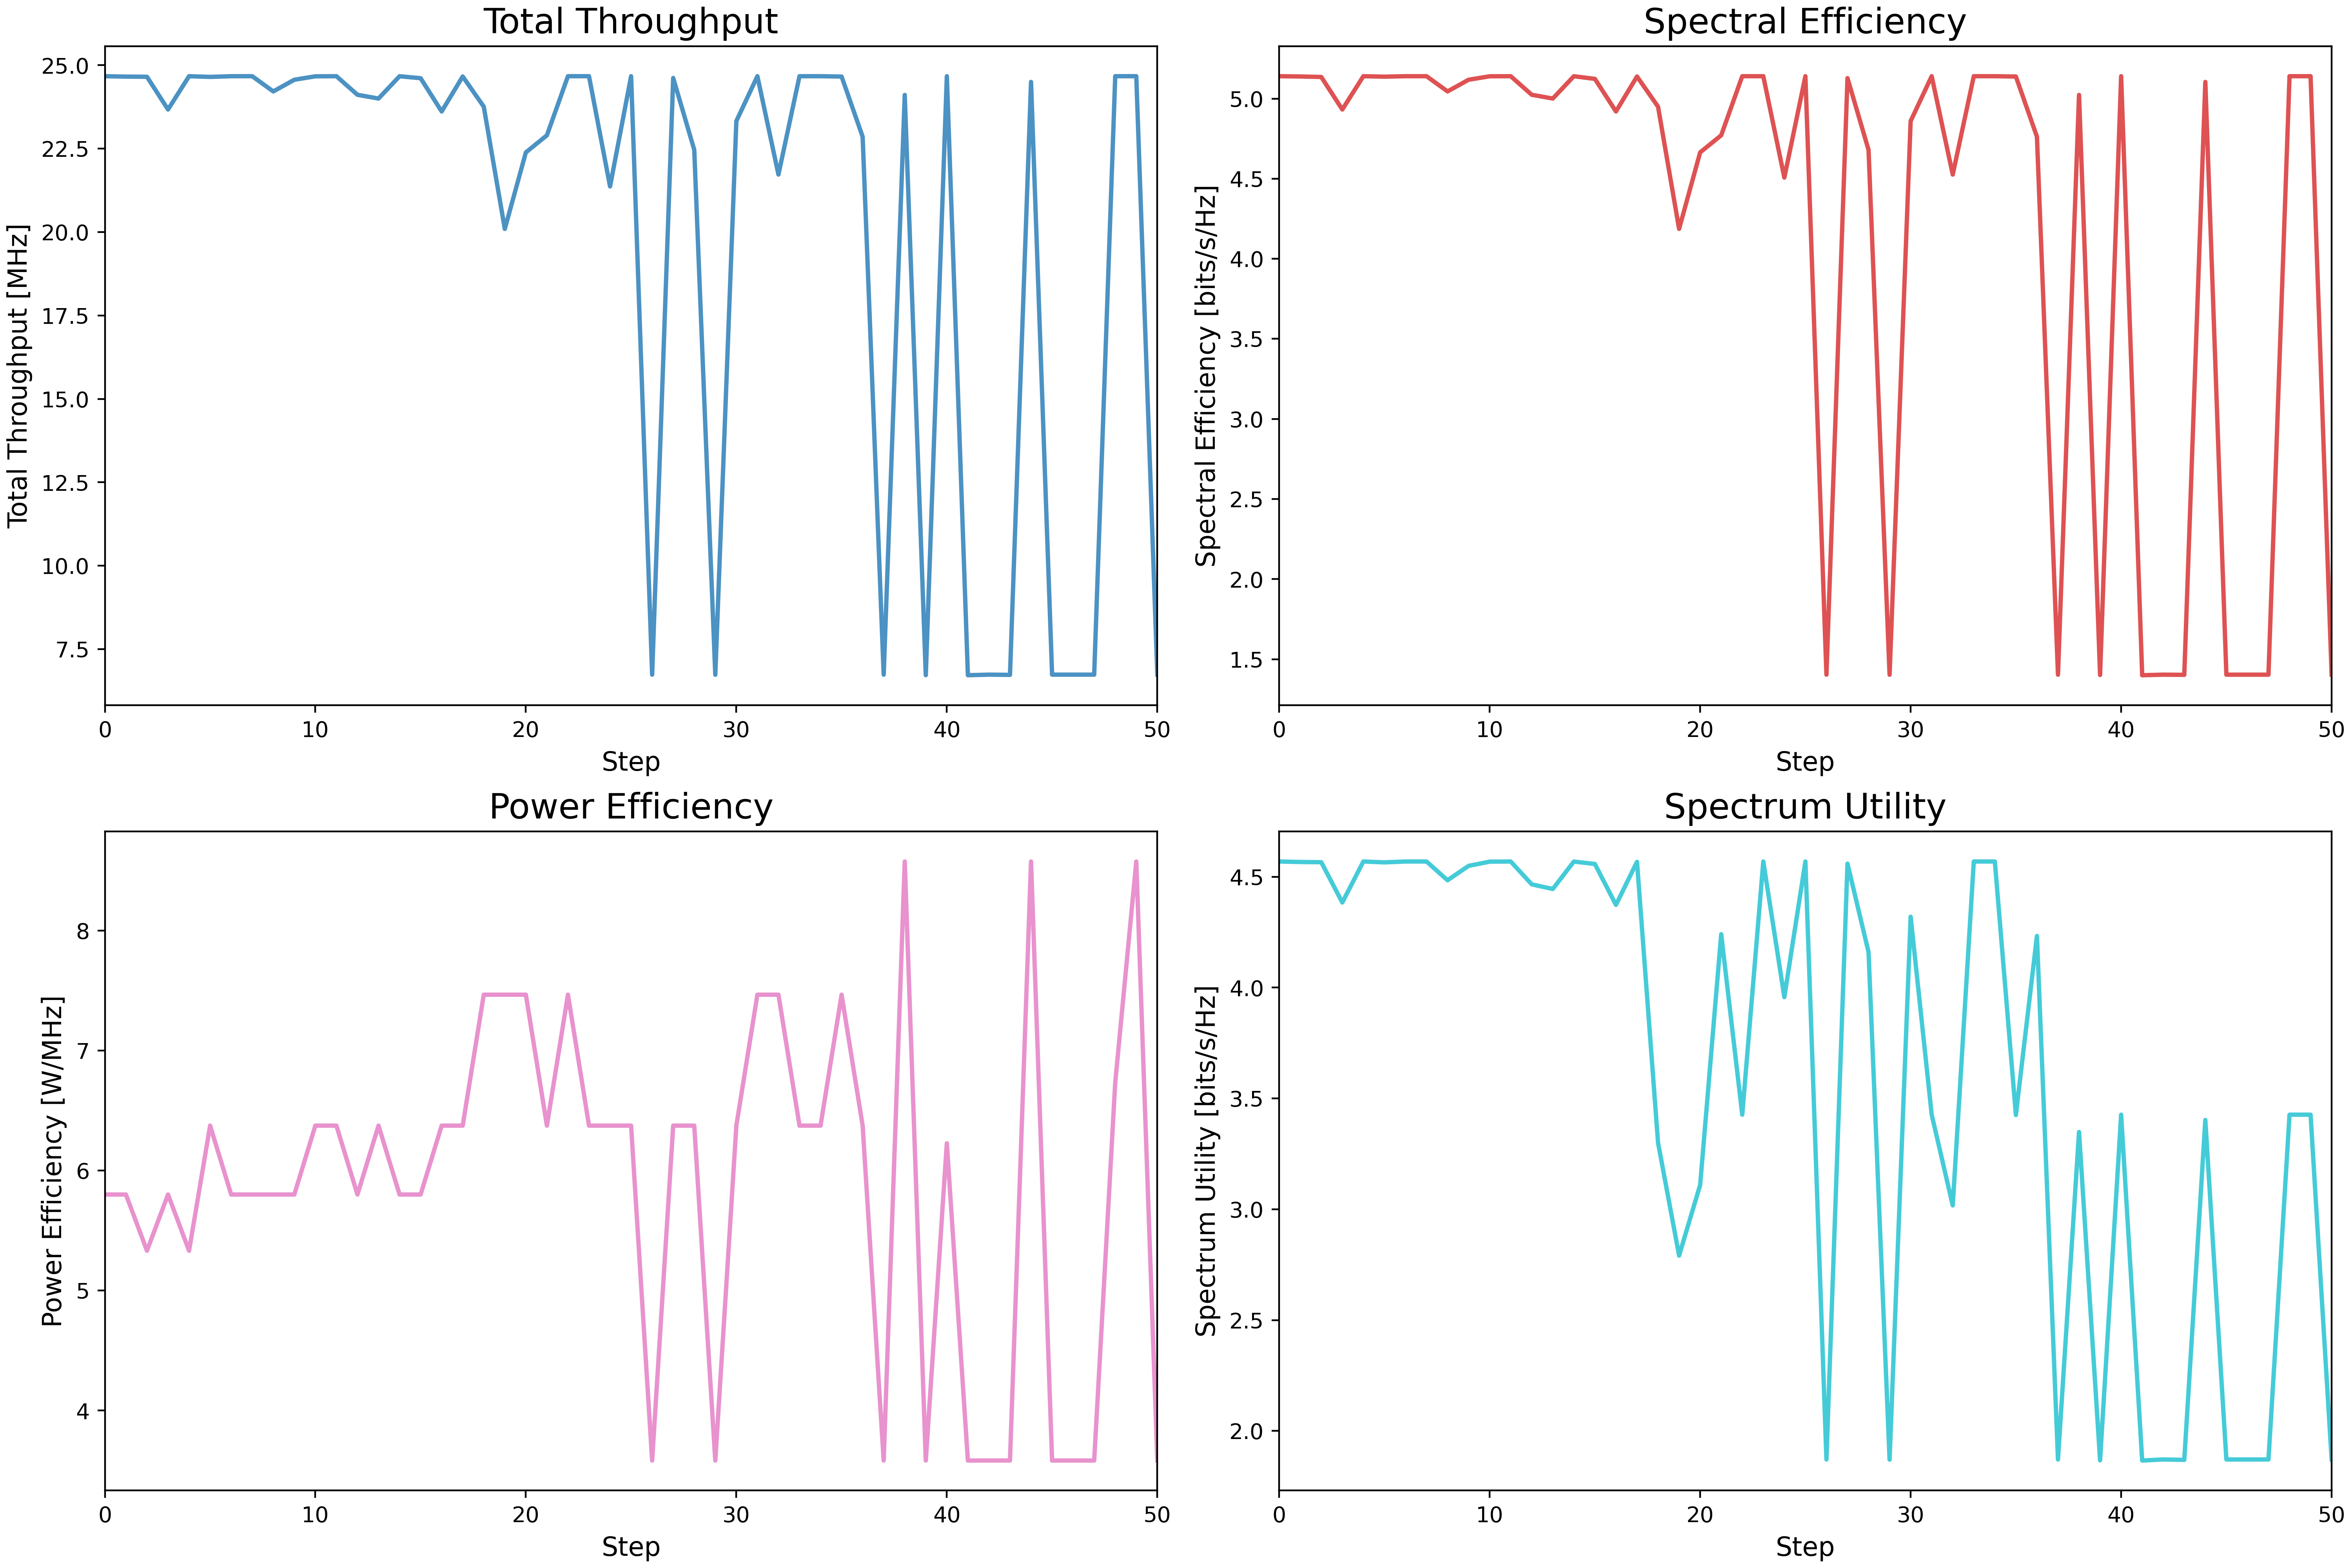 Total Throughput
Total Throughput [MHz]
25.0
22.5
20.0
17.5
15.0
12.5
10.0
7.5
0 10 20 30 40 50
Step
Spectral Efficiency
Spectral Efficiency [bits/s/Hz]
5.0
4.5
4.0
3.5
3.0
2.5
2.0
1.5
0 10 20 30 40 50
Step
Power Efficiency
Power Efficiency [W/MHz]
8
7
6
5
4
0 10 20 30 40 50
Step
Spectrum Utility
Spectrum Utility [bits/s/Hz]
4.5
4.0
3.5
3.0
2.5
2.0
0 10 20 30 40 50
Step